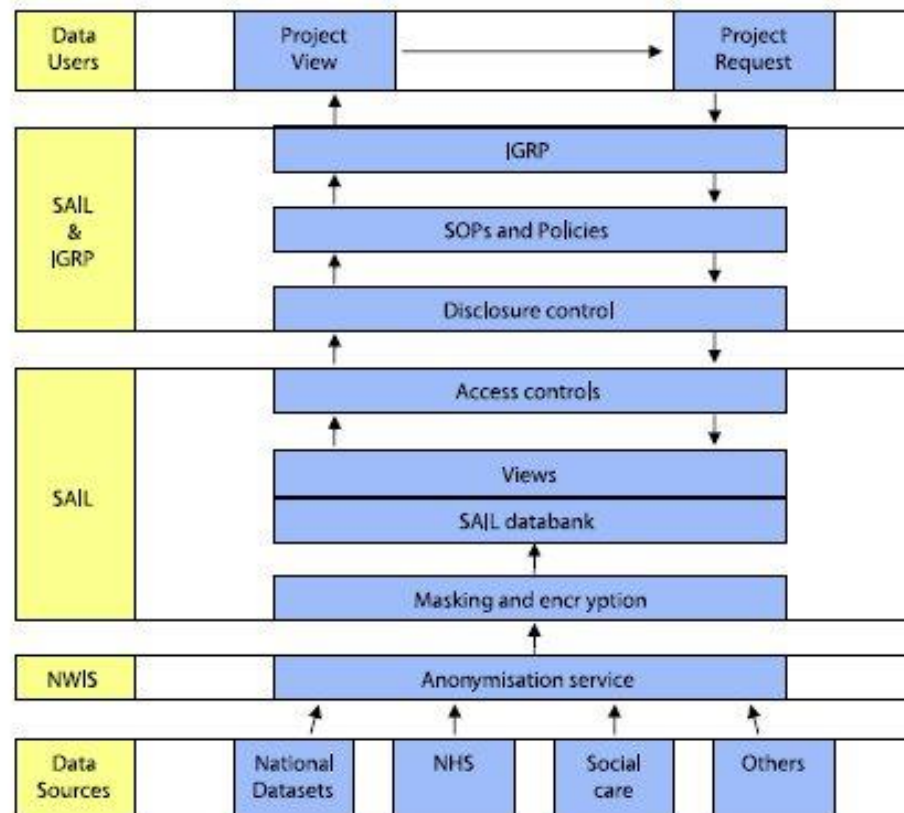 Data
Users
Project
View
Project
Request
SAIL
&
IGRP
IGRP
SOPs and Policies
Disclosure control
SAIL
Access controls
Views
SAIL databank
Masking and encr yption
NWIS
Anonymisation service
Data
Sources
National
Datasets
NHS
Social
care
Others